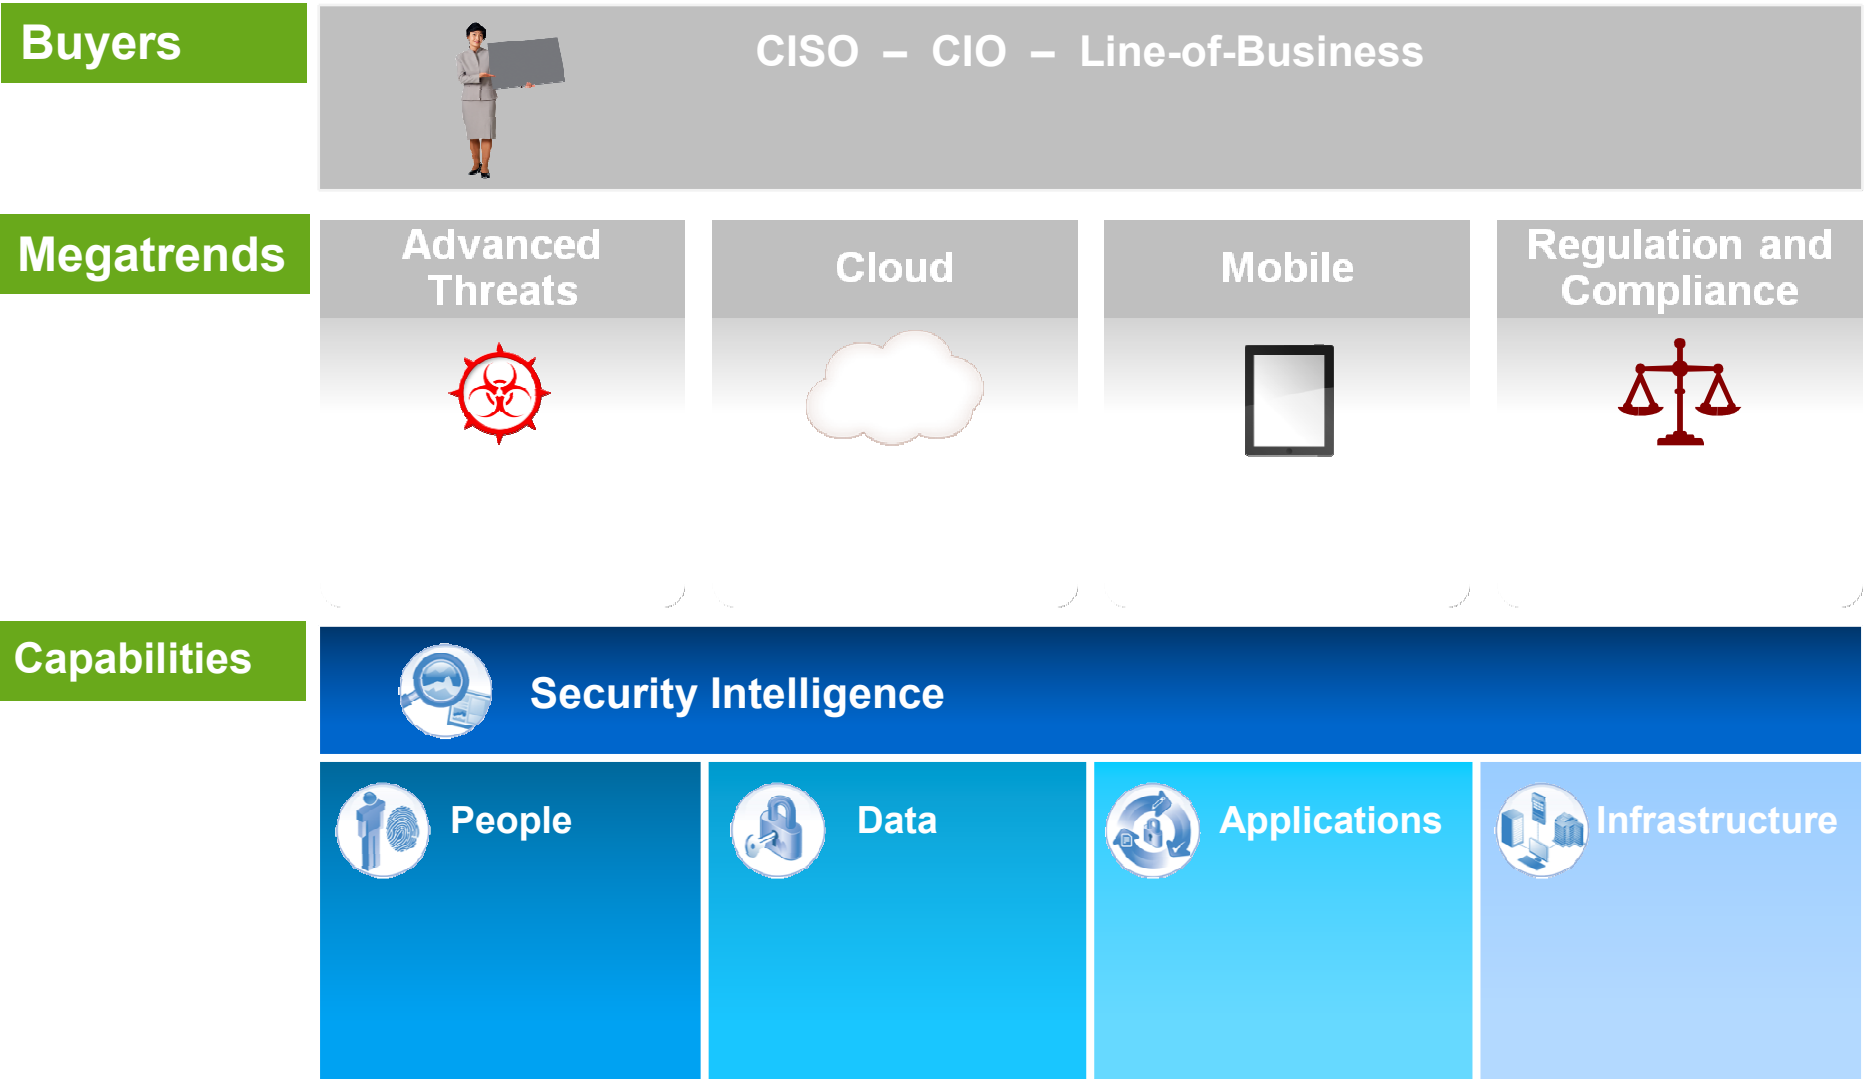 Buyers
CISO – CIO – Line-of-Business
Megatrends
Advanced
Threats
Cloud
Mobile
Regulation and
Compliance
Capabilities
Security Intelligence
People
Data
Applications
Infrastructure